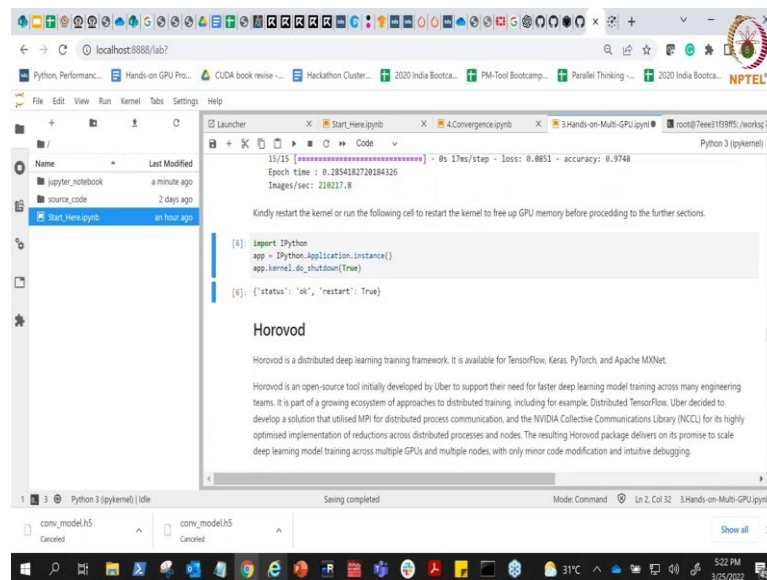 localhost:8888/lab?
Python, Performanc... Hands-on GPU Pro... CUDA book revise -... Hackathon Cluster... 2020 India Bootca... PM-Tool Bootcamp... Parallel Thinking -... 2020 India Bootca...
NPTEL
File Edit View Run Kernel Tabs Settings Help
Launcher Start_Here.ipynb 4.Convergence.ipynb 3.Hands-on-Multi-GPU.ipynl root@7eee31f39ff5: /worksp
Code Python 3 (ipykernel)
/
Name Last Modified
jupyter_notebook a minute ago
source_code 2 days ago
Start_Here.ipynb an hour ago
15/15 [==============================] - 0s 17ms/step - loss: 0.0851 - accuracy: 0.9748
Epoch time : 0.2854182720184326
Images/sec: 210217.8
Kindly restart the kernel or run the following cell to restart the kernel to free up GPU memory before procedding to the further sections.
[6]: import IPython
app = IPython.Application.instance()
app.kernel.do_shutdown(True)
[6]: {'status': 'ok', 'restart': True}
Horovod
Horovod is a distributed deep learning training framework. It is available for TensorFlow, Keras, PyTorch, and Apache MXNet.
Horovod is an open-source tool initially developed by Uber to support their need for faster deep learning model training across many engineering
teams. It is part of a growing ecosystem of approaches to distributed training, including for example, Distributed TensorFlow. Uber decided to
develop a solution that utilised MPI for distributed process communication, and the NVIDIA Collective Communications Library (NCCL) for its highly
optimised implementation of reductions across distributed processes and nodes. The resulting Horovod package delivers on its promise to scale
deep learning model training across multiple GPUs and multiple nodes, with only minor code modification and intuitive debugging.
1 3 Python 3 (ipykernel) | Idle Saving completed Mode: Command Ln 2, Col 32 3.Hands-on-Multi-GPU.ipynl
conv_model.h5 conv_model.h5 Show all
Canceled Canceled
31°C 5:22 PM
3/25/2022